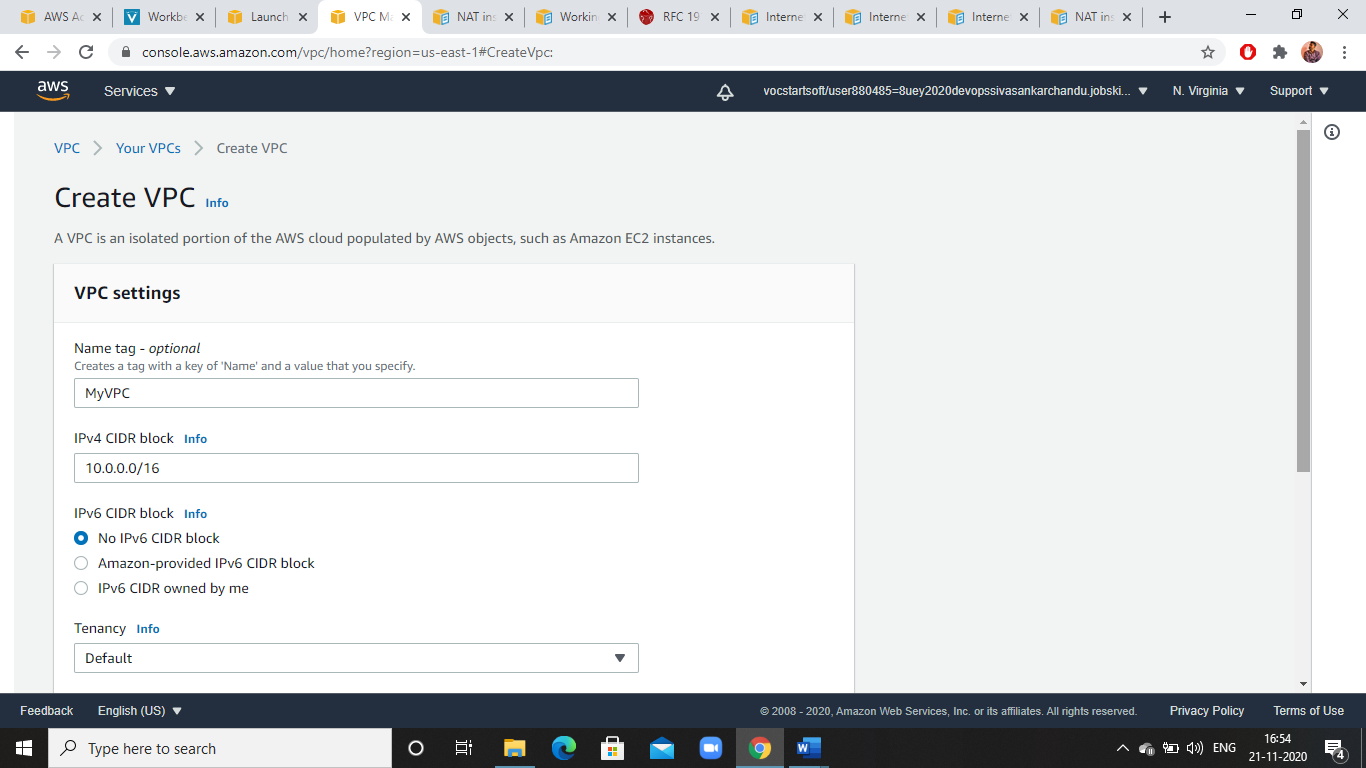 AWS Ac
Workbe
Launch
VPC Ma
NAT ins
Workin
RFC 19
Interne
Interne
Interne
NAT ins
console.aws.amazon.com/vpc/home?region=us-east-1#CreateVpc:
aws
Services
vocstartsoft/user880485=8uey2020devopssivasankarchandu.jobski...
N. Virginia
Support
VPC > Your VPCs > Create VPC
Create VPC Info
A VPC is an isolated portion of the AWS cloud populated by AWS objects, such as Amazon EC2 instances.
VPC settings
Name tag - optional
Creates a tag with a key of 'Name' and a value that you specify.
MyVPC
IPv4 CIDR block Info
10.0.0.0/16
IPv6 CIDR block Info
No IPv6 CIDR block
Amazon-provided IPv6 CIDR block
IPv6 CIDR owned by me
Tenancy Info
Default
Feedback
English (US)
© 2008 - 2020, Amazon Web Services, Inc. or its affiliates. All rights reserved.
Privacy Policy
Terms of Use
Type here to search
W
ENG
16:54
21-11-2020
4